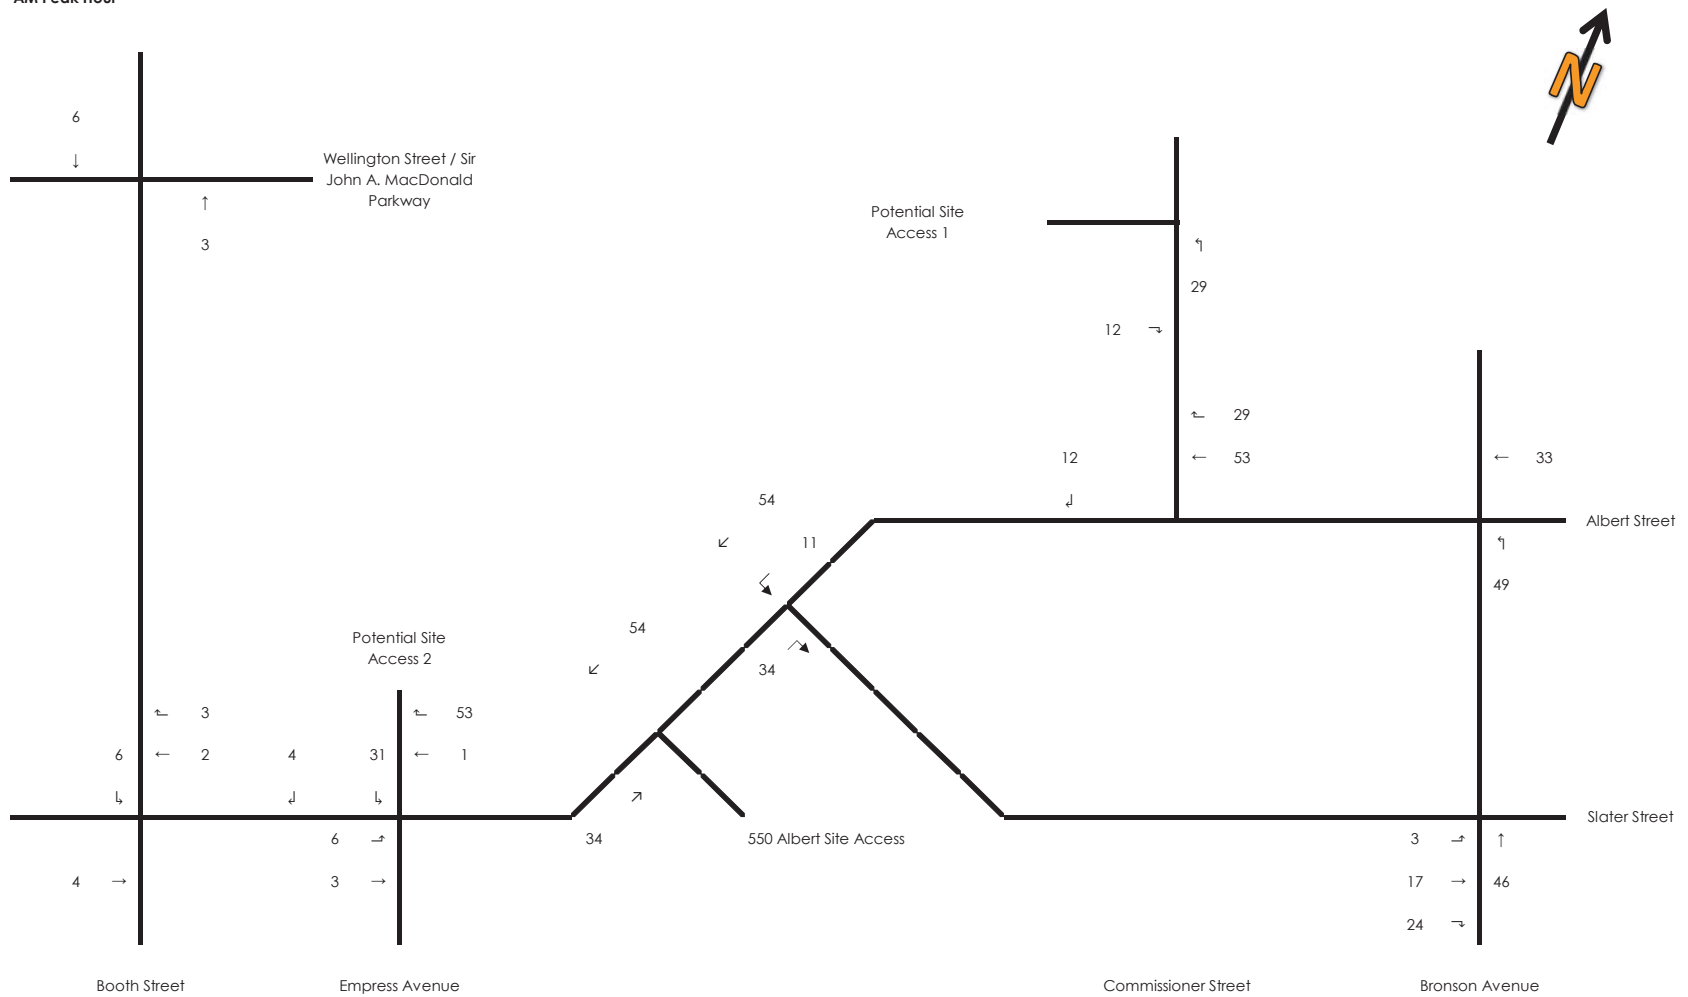 AM Peak Hour
N
6
↓
Wellington Street / Sir
John A. MacDonald
Parkway
↑
3
Potential Site
Access 1
↰
29
12 ⬎
29
12
← 53
← 33
54
↲
Albert Street
↙ 11
↰
49
54
Potential Site
Access 2
↙
34
3
53
6 ← 2
4
31 ← 1
↳
↲
↳
↗
Slater Street
6
34
550 Albert Site Access
3 ↑
4 →
3 →
17 → 46
24
Booth Street
Empress Avenue
Commissioner Street
Bronson Avenue